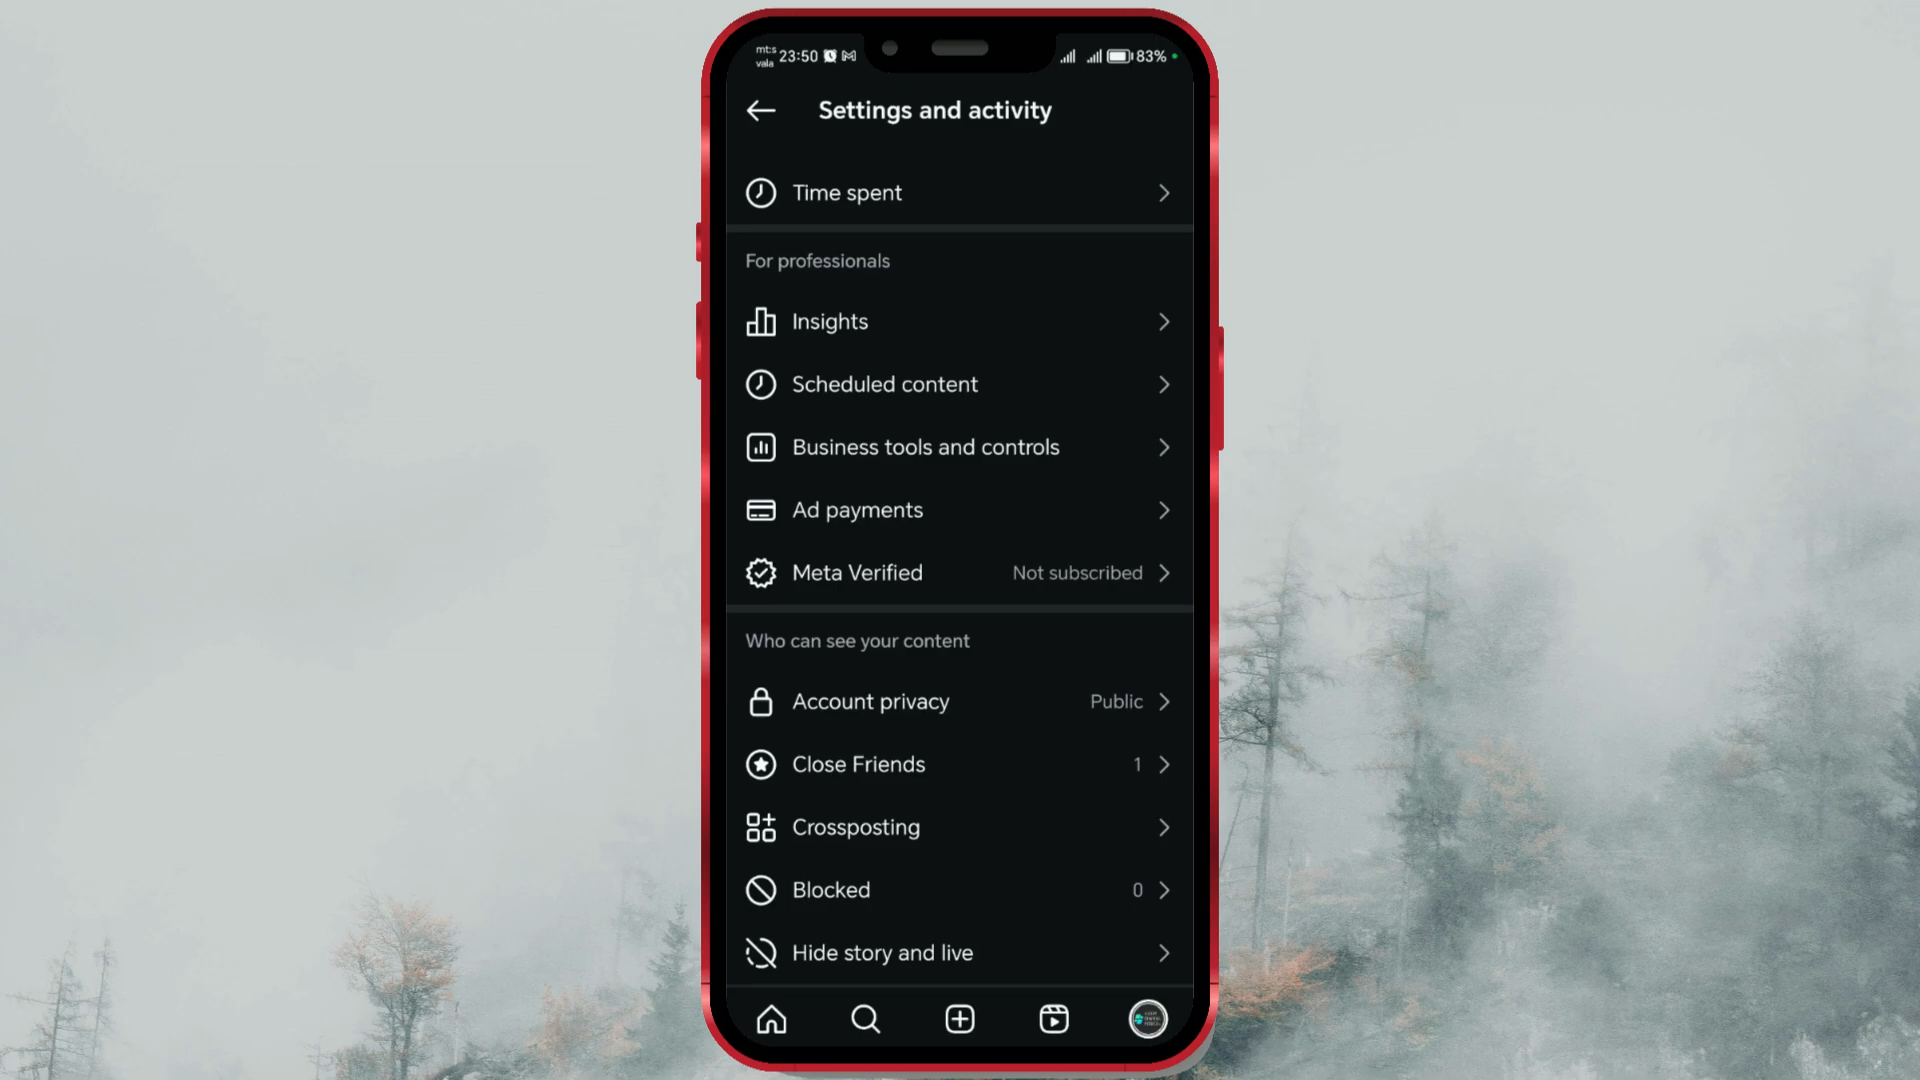 mt:s
vala
23:50
83%
Settings and activity
Time spent
For professionals
Insights
Scheduled content
Business tools and controls
Ad payments
Meta Verified Not subscribed
Who can see your content
Account privacy Public
Close Friends 1
Crossposting
Blocked 0
Hide story and live